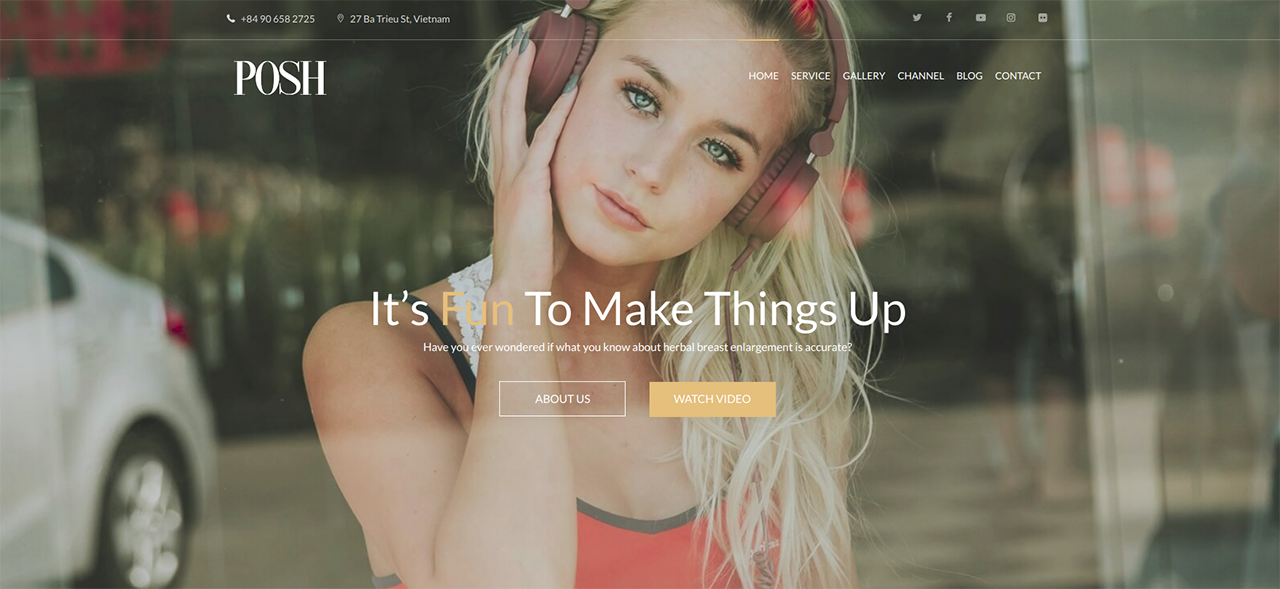 +84 90 658 2725
27 Ba Trieu St, Vietnam
POSH
HOME SERVICE GALLERY CHANNEL BLOG CONTACT
It’s Fun To Make Things Up
Have you ever wondered if what you know about herbal breast enlargement is accurate?
ABOUT US
WATCH VIDEO